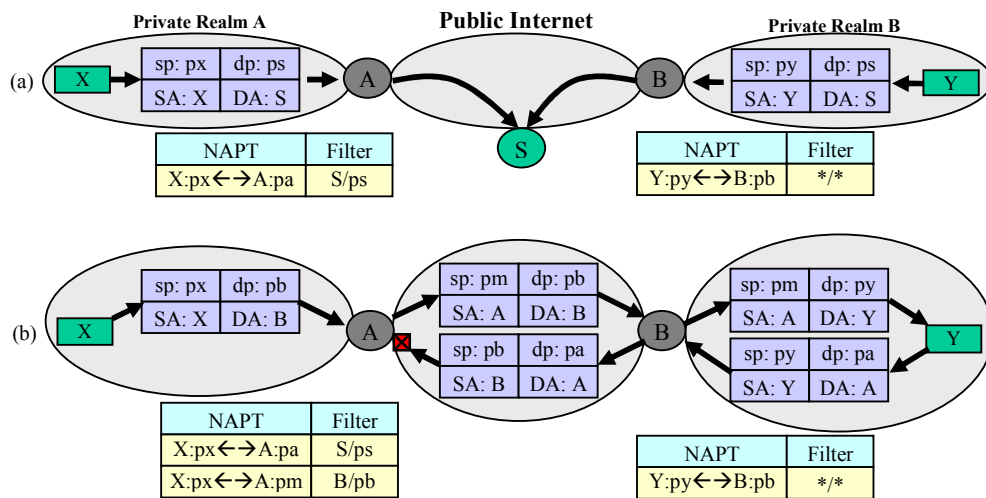 Private Realm A
Public Internet
Private Realm B
(a)
X
sp: px dp: ps
SA: X DA: S
A
B
sp: py dp: ps
SA: Y DA: S
Y
S
NAPT Filter
X:px←→A:pa S/ps
NAPT Filter
Y:py←→B:pb */*
(b)
X
sp: px dp: pb
SA: X DA: B
A
sp: pm dp: pb
SA: A DA: B
sp: pb dp: pa
SA: B DA: A
B
sp: pm dp: py
SA: A DA: Y
sp: py dp: pa
SA: Y DA: A
Y
NAPT Filter
X:px←→A:pa S/ps
X:px←→A:pm B/pb
NAPT Filter
Y:py←→B:pb */*